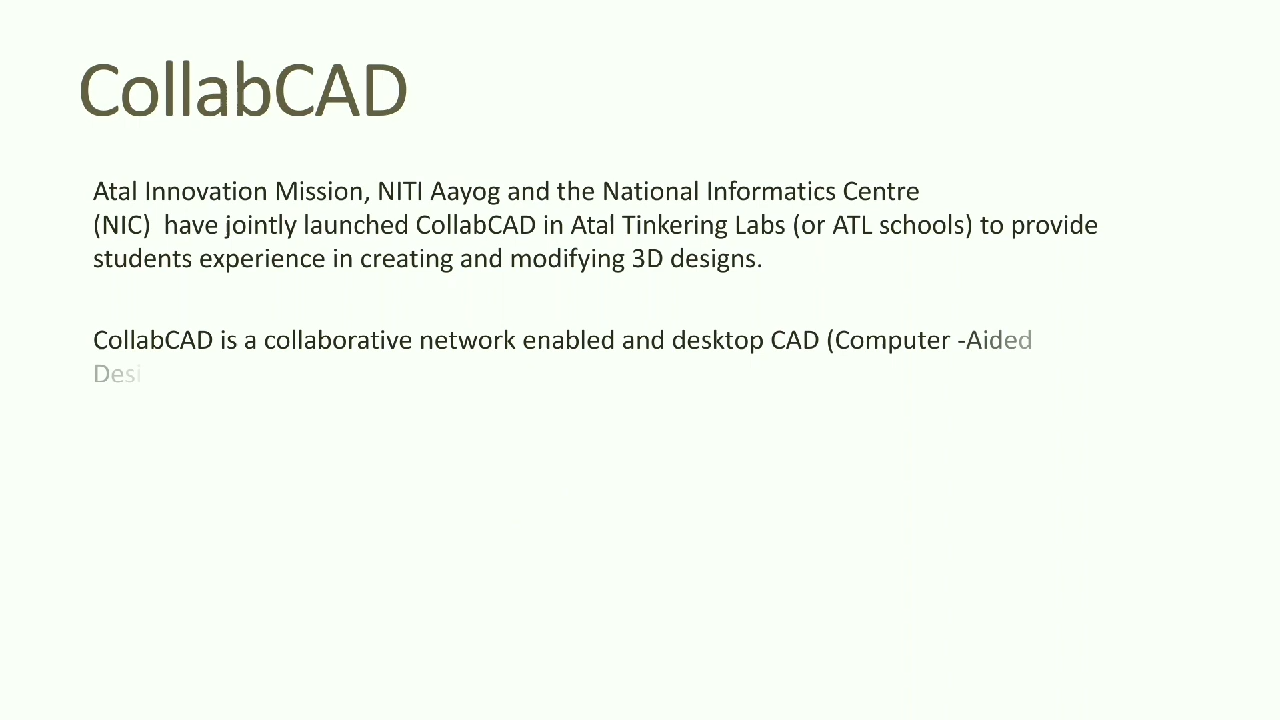 CollabCAD
Atal Innovation Mission, NITI Aayog and the National Informatics Centre
(NIC)  have jointly launched CollabCAD in Atal Tinkering Labs (or ATL schools) to provide
students experience in creating and modifying 3D designs.
CollabCAD is a collaborative network enabled and desktop CAD (Computer -Aided
Desi